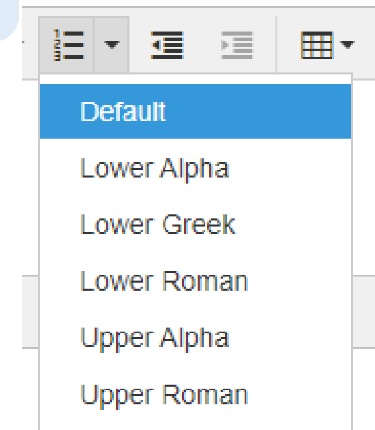 Default
Lower Alpha
Lower Greek
Lower Roman
Upper Alpha
Upper Roman